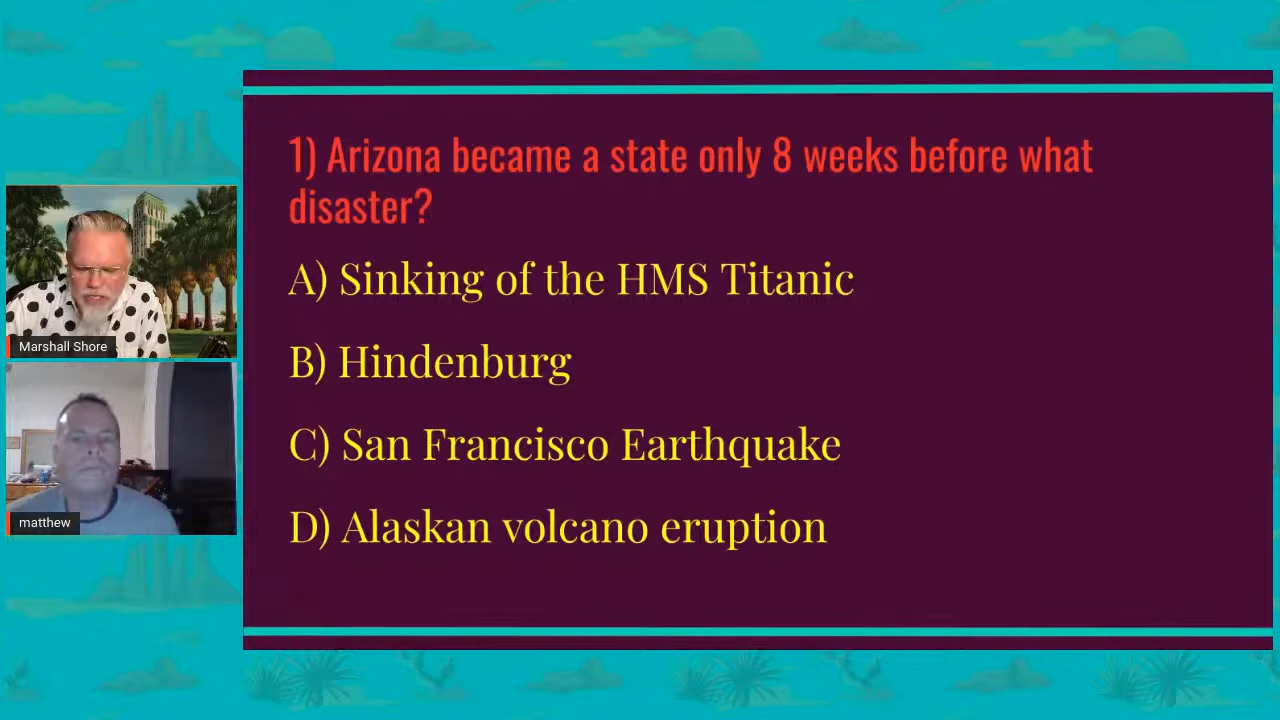 1) Arizona became a state only 8 weeks before what
disaster?
A) Sinking of the HMS Titanic
B) Hindenburg
C) San Francisco Earthquake
D) Alaskan volcano eruption
Marshall Shore
matthew